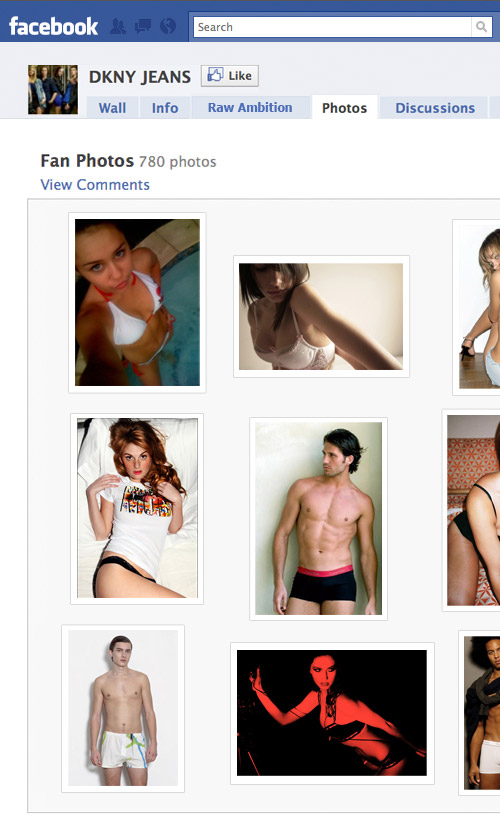 facebook
Search
DKNY JEANS
Like
Wall Info Raw Ambition Photos Discussions
Fan Photos 780 photos
View Comments